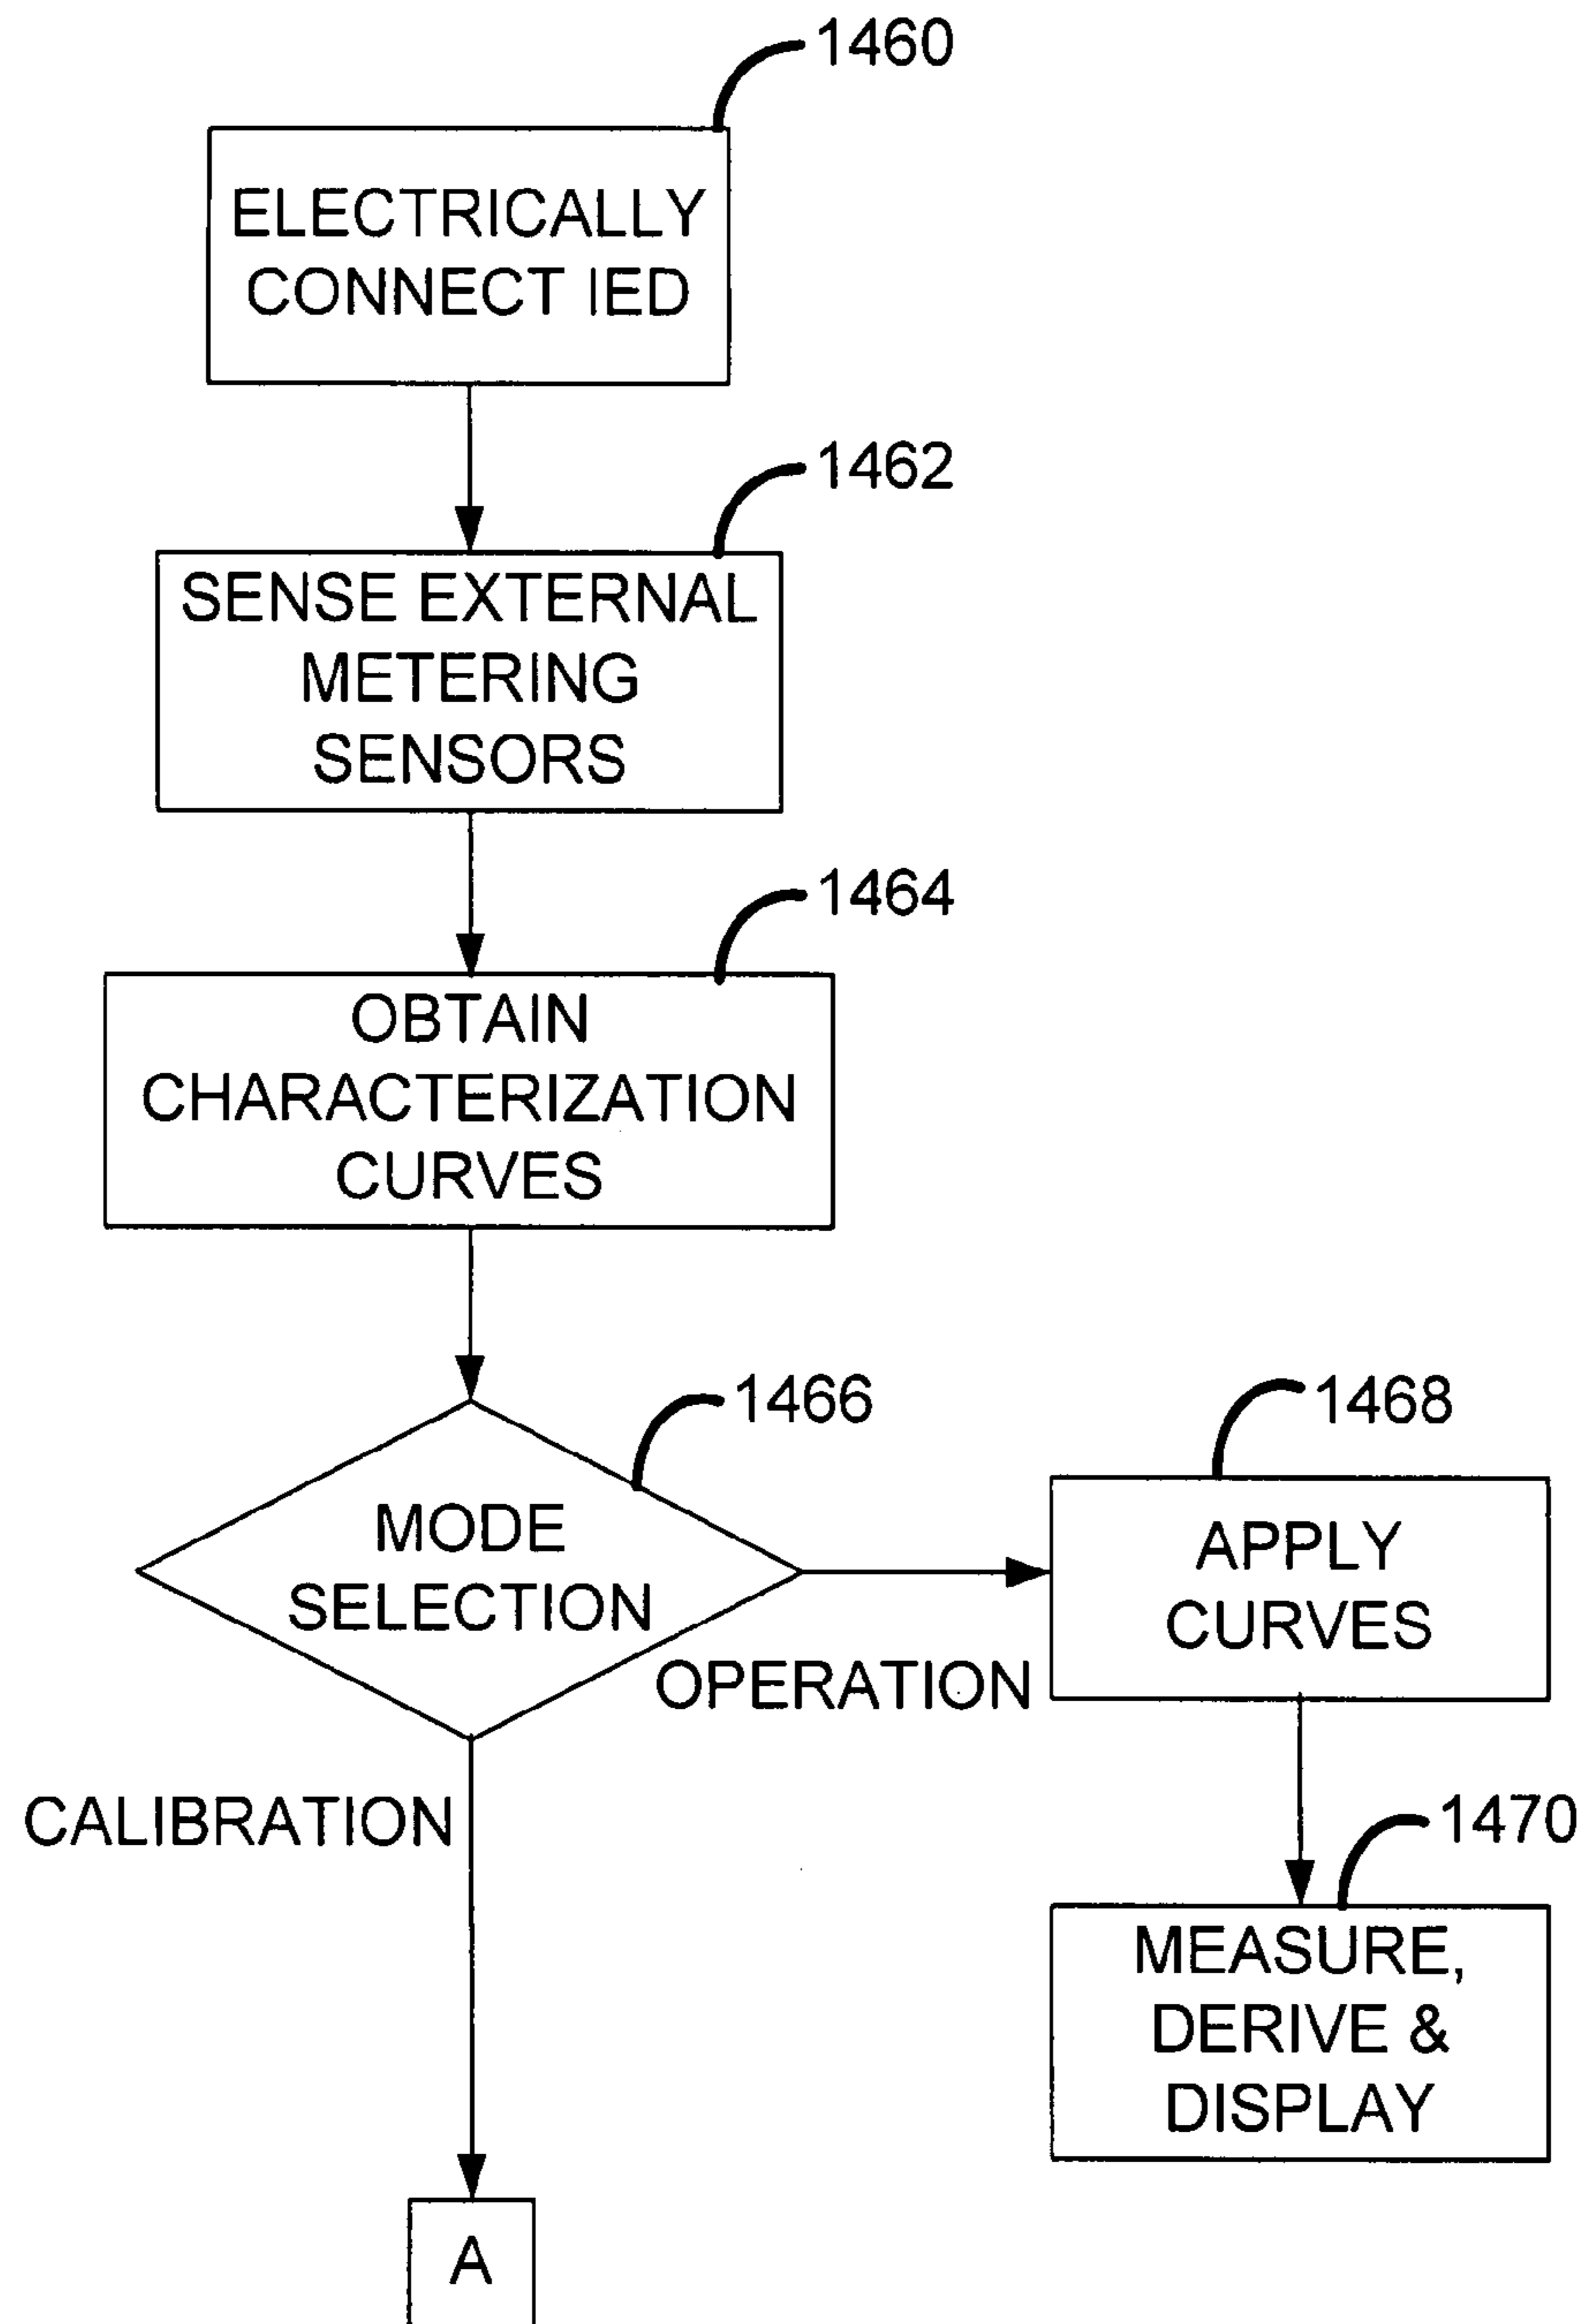 1460
ELECTRICALLY
CONNECT IED
1462
SENSE EXTERNAL
METERING
SENSORS
1464
OBTAIN
CHARACTERIZATION
CURVES
1466
MODE
SELECTION
1468
APPLY
CURVES
OPERATION
CALIBRATION
1470
MEASURE,
DERIVE &
DISPLAY
A